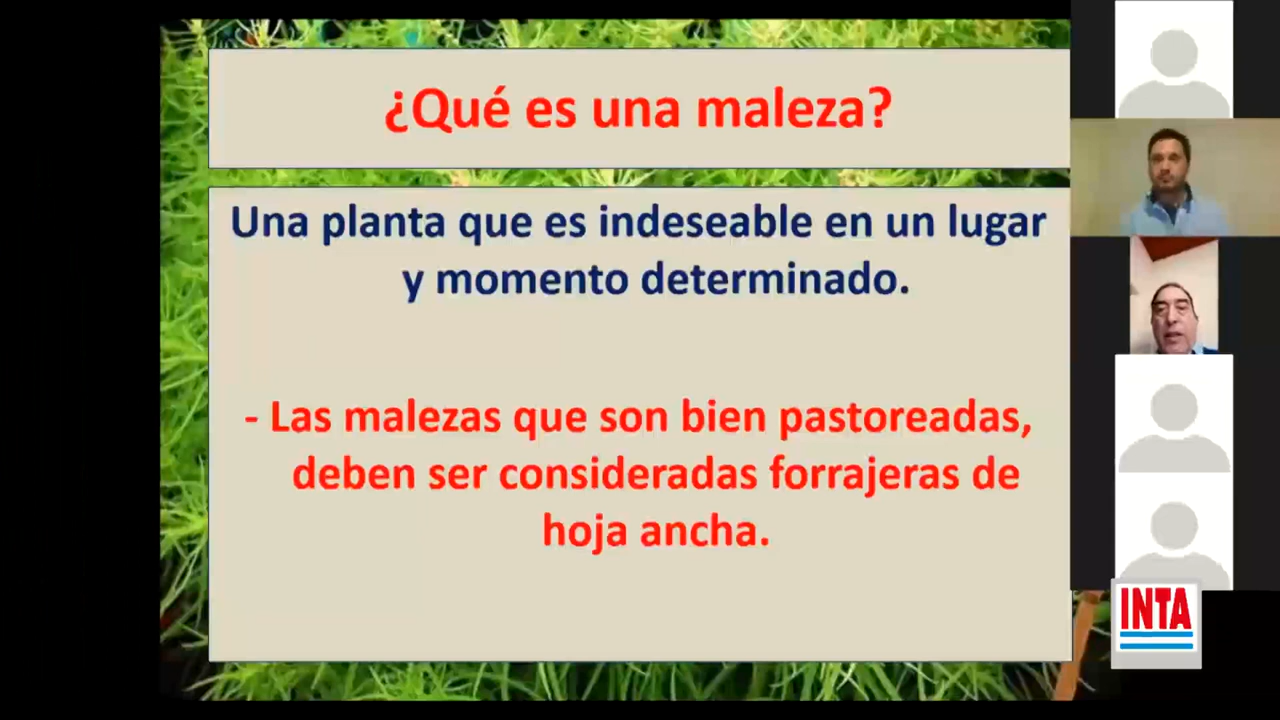 ¿Qué es una maleza?
Una planta que es indeseable en un lugar
y momento determinado.
- Las malezas que son bien pastoreadas,
deben ser consideradas forrajeras de
hoja ancha.
INTA